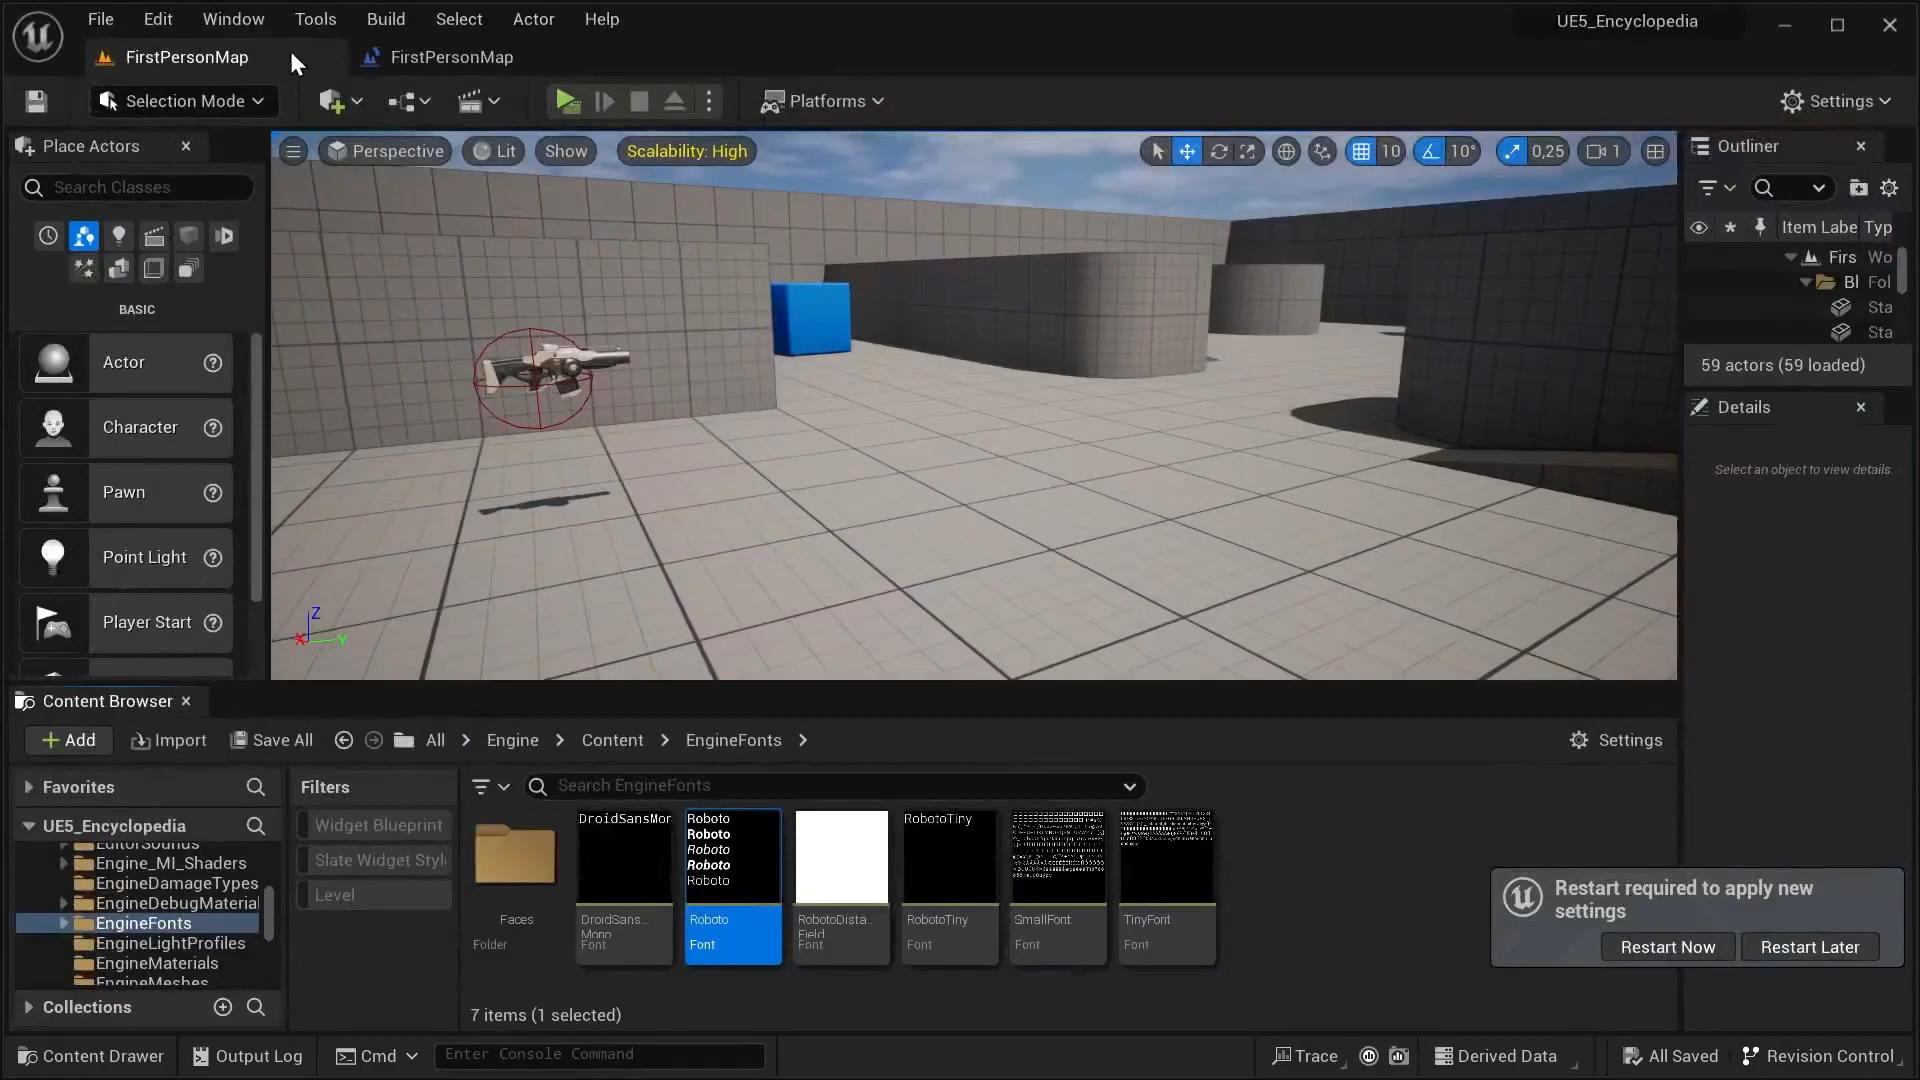 File Edit Window Tools Build Select Actor Help
UE5_Encyclopedia
FirstPersonMap
FirstPersonMap
Selection Mode
Platforms
Settings
Place Actors
Search Classes
BASIC
Actor
Character
Pawn
Point Light
Player Start
Perspective
Lit
Show
Scalability: High
10
10°
0,25
1
Z
X
Y
Outliner
Item Labe Typ
Firs Wo
Bl Fol
Sta
Sta
59 actors (59 loaded)
Details
Select an object to view details.
Content Browser
Add
Import
Save All
All
Engine
Content
EngineFonts
Settings
Favorites
UE5_Encyclopedia
EditorSounds
Engine_MI_Shaders
EngineDamageTypes
EngineDebugMaterial
EngineFonts
EngineLightProfiles
EngineMaterials
EngineMeshes
Collections
Filters
Widget Blueprint
Slate Widget Style
Level
Search EngineFonts
Faces
Folder
DroidSansMor
DroidSans...
Mono
Font
Roboto
Roboto
Roboto
Roboto
Roboto
Roboto
Font
RobotoDista...
Field
Font
RobotoTiny
RobotoTiny
Font
SmallFont
Font
TinyFont
Font
7 items (1 selected)
Restart required to apply new
settings
Restart Now
Restart Later
Content Drawer
Output Log
Cmd
Enter Console Command
Trace
Derived Data
All Saved
Revision Control